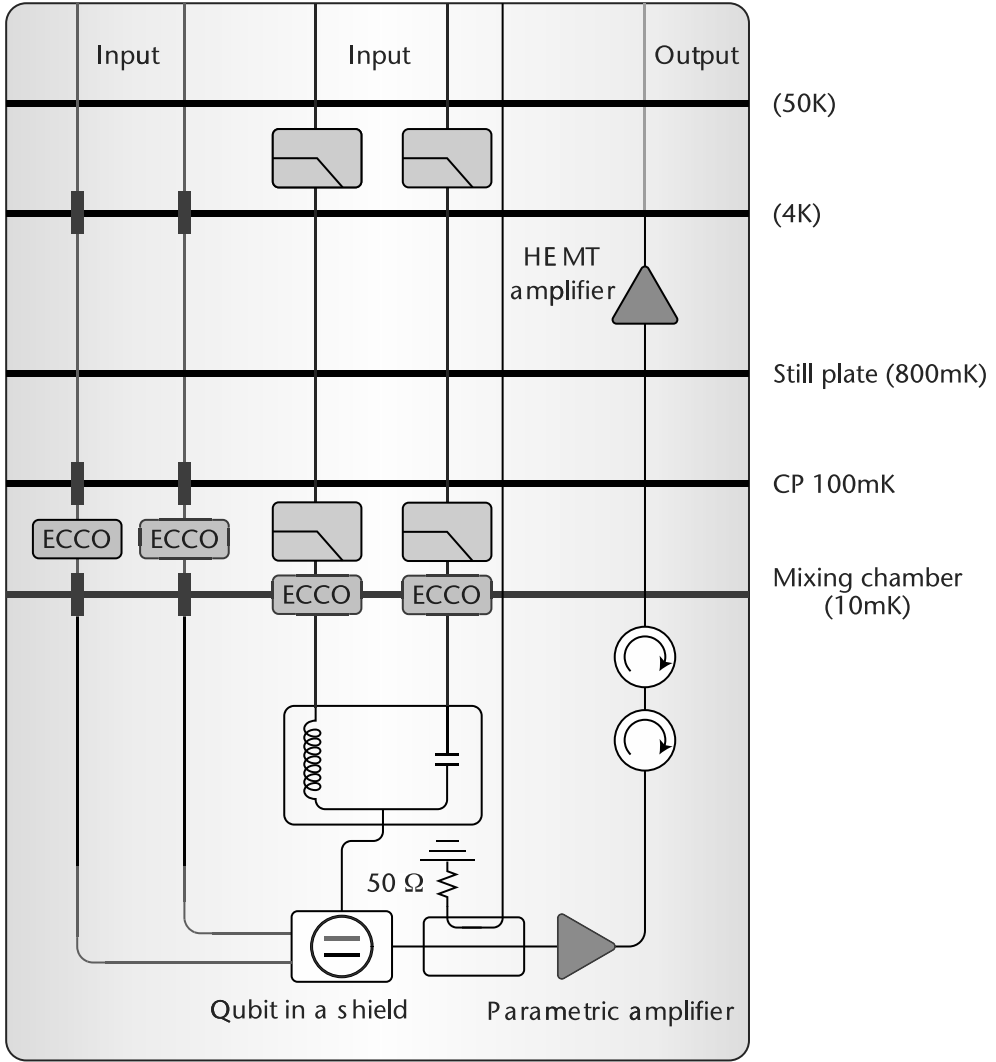 Input
Input
Output
(50K)
(4K)
HEMT
amplifier
Still plate (800mK)
CP 100mK
ECCO
ECCO
ECCO
ECCO
Mixing chamber
(10mK)
50 Ω
Qubit in a shield
Parametric amplifier